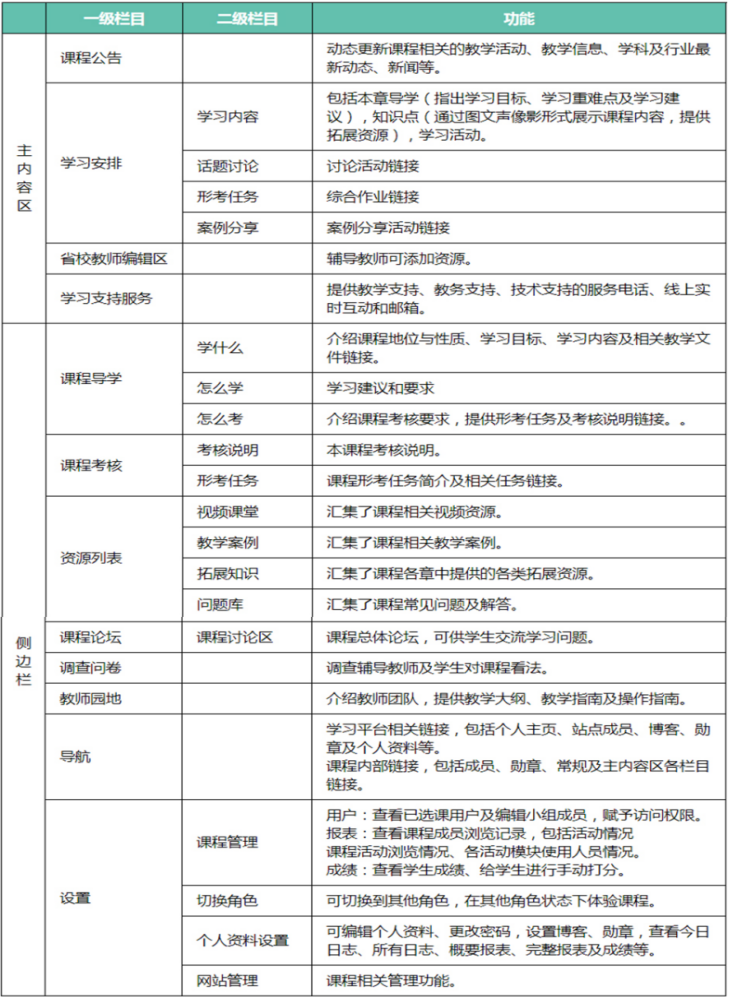 一级栏目 二级栏目 功能
主内容区
课程公告
动态更新课程相关的教学活动、教学信息、学科及行业最
新动态、新闻等。
学习安排
学习内容
包括本章导学（指出学习目标、学习重难点及学习建
议），知识点（通过图文声像影形式展示课程内容，提供
拓展资源），学习活动。
话题讨论 讨论活动链接
形考任务 综合作业链接
案例分享 案例分享活动链接
省校教师编辑区 辅导教师可添加资源。
学习支持服务
提供教学支持、教务支持、技术支持的服务电话、线上实
时互动和邮箱。
侧边栏
课程导学
学什么
介绍课程地位与性质、学习目标、学习内容及相关教学文
件链接。
怎么学 学习建议和要求
怎么考 介绍课程考核要求，提供形考任务及考核说明链接。。
课程考核
考核说明 本课程考核说明。
形考任务 课程形考任务简介及相关任务链接。
资源列表
视频课堂 汇集了课程相关视频资源。
教学案例 汇集了课程相关教学案例。
拓展知识 汇集了课程各章中提供的各类拓展资源。
问题库 汇集了课程常见问题及解答。
课程论坛 课程讨论区 课程总体论坛，可供学生交流学习问题。
调查问卷 调查辅导教师及学生对课程看法。
教师园地 介绍教师团队，提供教学大纲、教学指南及操作指南。
导航
学习平台相关链接，包括个人主页、站点成员、博客、勋
章及个人资料等。
课程内部链接，包括成员、勋章、常规及主内容区各栏目
链接。
设置
课程管理
用户：查看已选课用户及编辑小组成员，赋予访问权限。
报表：查看课程成员浏览记录，包括活动情况
课程活动浏览情况、各活动模块使用人员情况。
成绩：查看学生成绩、给学生进行手动打分。
切换角色 可切换到其他角色，在其他角色状态下体验课程。
个人资料设置
可编辑个人资料、更改密码，设置博客、勋章，查看今日
日志、所有日志、概要报表、完整报表及成绩等。
网站管理 课程相关管理功能。